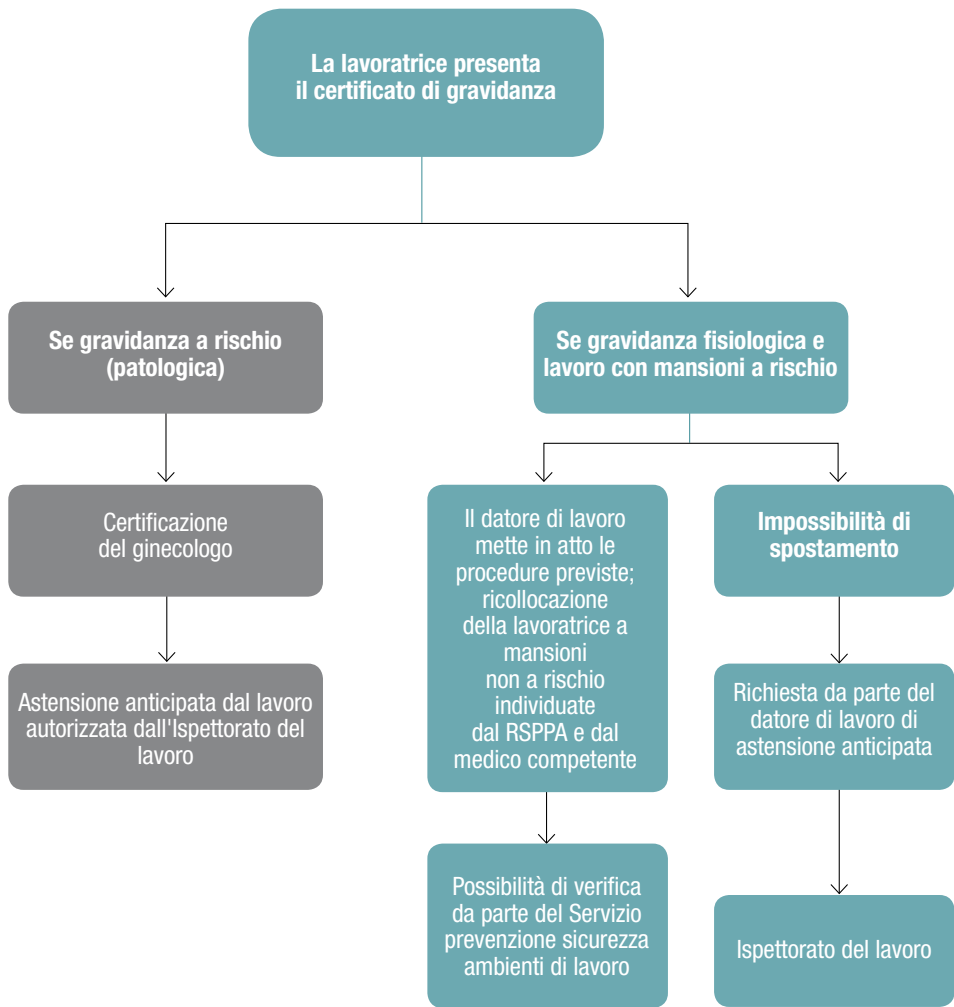 La lavoratrice presenta
il certificato di gravidanza
Se gravidanza a rischio
(patologica)
Se gravidanza fisiologica e
lavoro con mansioni a rischio
Certificazione
del ginecologo
Il datore di lavoro
mette in atto le
procedure previste;
ricollocazione
della lavoratrice a
mansioni
non a rischio
individuate
dal RSPPA e dal
medico competente
Impossibilità di
spostamento
Astensione anticipata dal lavoro
autorizzata dall'Ispettorato del
lavoro
Richiesta da parte del
datore di lavoro di
astensione anticipata
Possibilità di verifica
da parte del Servizio
prevenzione sicurezza
ambienti di lavoro
Ispettorato del lavoro